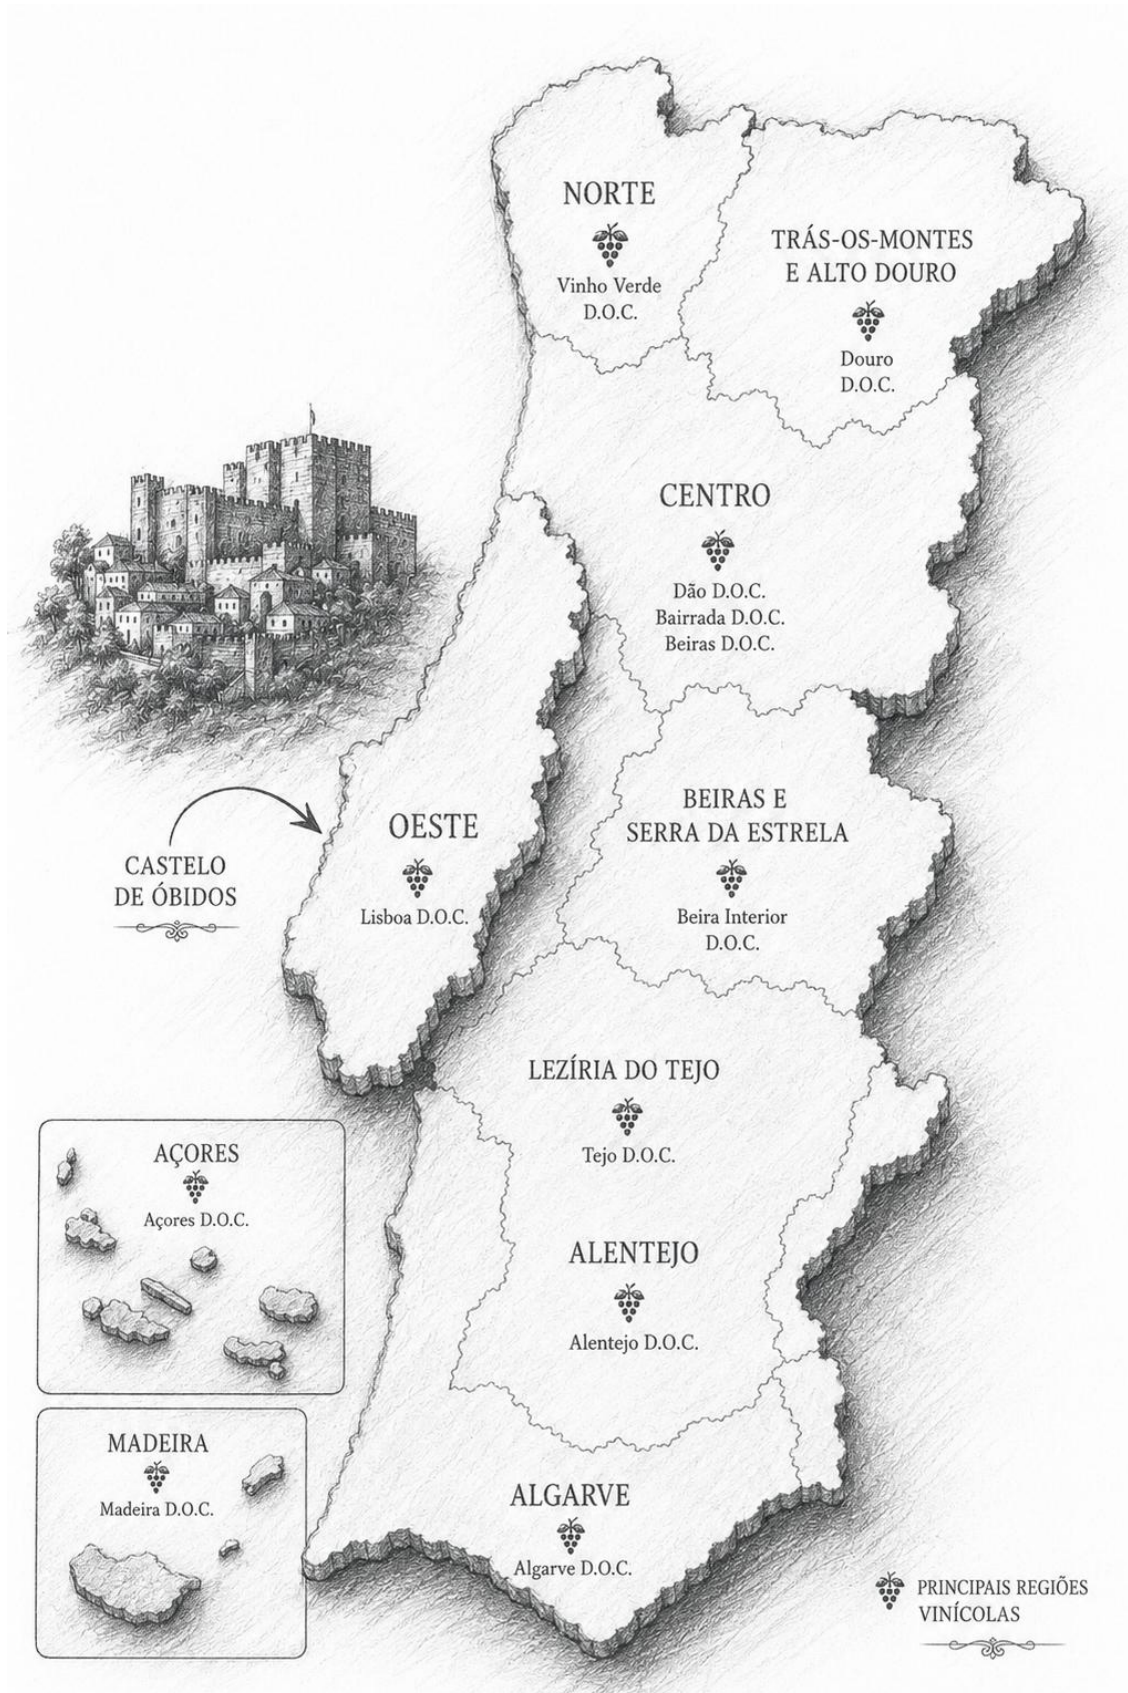 NORTE
Vinho Verde
D.O.C.
TRÁS-OS-MONTES
E ALTO DOURO
Douro
D.O.C.
CENTRO
Dão D.O.C.
Bairrada D.O.C.
Beiras D.O.C.
OESTE
Lisboa D.O.C.
CASTELO
DE ÓBIDOS
BEIRAS E
SERRA DA ESTRELA
Beira Interior
D.O.C.
LEZÍRIA DO TEJO
Tejo D.O.C.
ALENTEJO
Alentejo D.O.C.
AÇORES
Açores D.O.C.
MADEIRA
Madeira D.O.C.
ALGARVE
Algarve D.O.C.
PRINCIPAIS REGIÕES
VINÍCOLAS